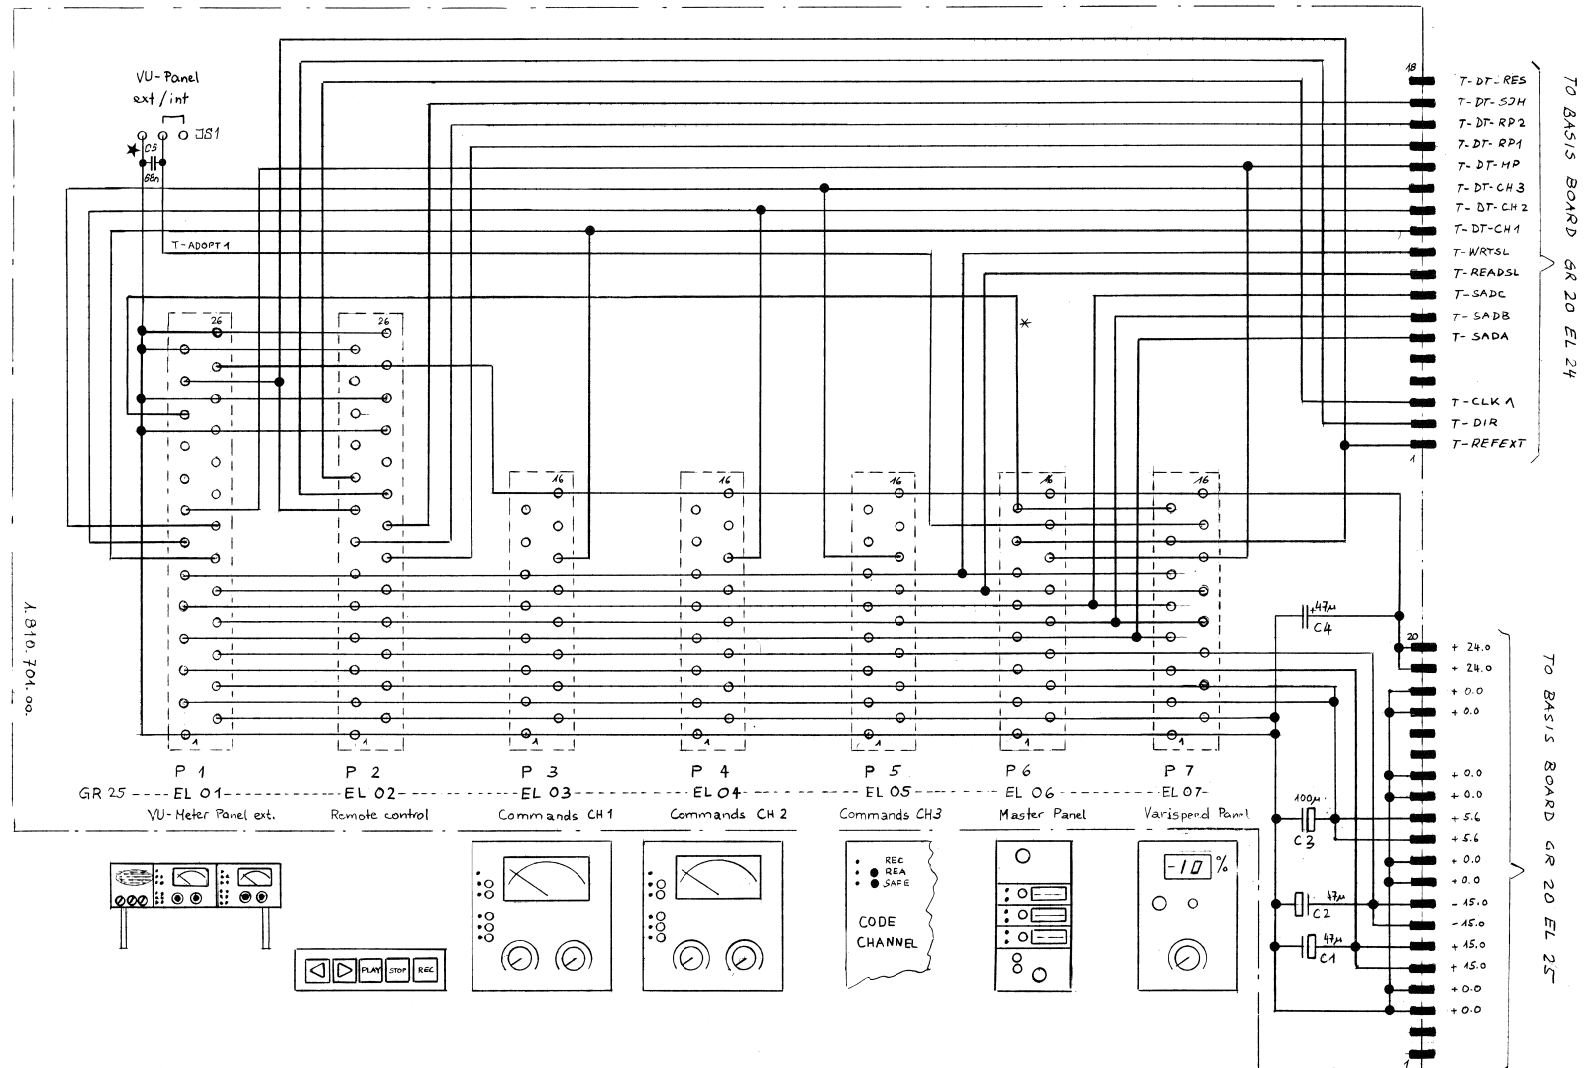 VU-Panel
ext/int
JS1
C5
68n
T-ADOPT 1
18
T-DT-RES
T-DT-SJH
T-DT-RP2
T-DT-RP1
T-DT-MP
T-DT-CH3
T-DT-CH2
T-DT-CH1
T-WRTSL
T-READSL
T-SADC
T-SADB
T-SADA
T-CLK 1
T-DIR
T-REFEXT
1
TO BASIS BOARD GR 20 EL 24
26
26
16
16
16
16
16
*
1
1
1
1
1
1
1
+47µ
C4
20
+ 24.0
+ 24.0
+ 0.0
+ 0.0
+ 0.0
+ 0.0
+ 5.6
+ 5.6
+ 0.0
+ 0.0
- 15.0
- 15.0
+ 15.0
+ 15.0
+ 0.0
+ 0.0
1
100µ
C3
47µ
C2
47µ
C1
TO BASIS BOARD GR 20 EL 25
1.810.701.00.
P 1
P 2
P 3
P 4
P 5
P 6
P 7
GR 25 ---- EL 01 ---- EL 02 ---- EL 03 ---- EL 04 ---- EL 05 ---- EL 06 ---- EL 07
VU-Meter Panel ext.
Remote control
Commands CH1
Commands CH2
Commands CH3
Master Panel
Varispeed Panel
PLAY
STOP
REC
REC
REA
SAFE
CODE
CHANNEL
-10 %